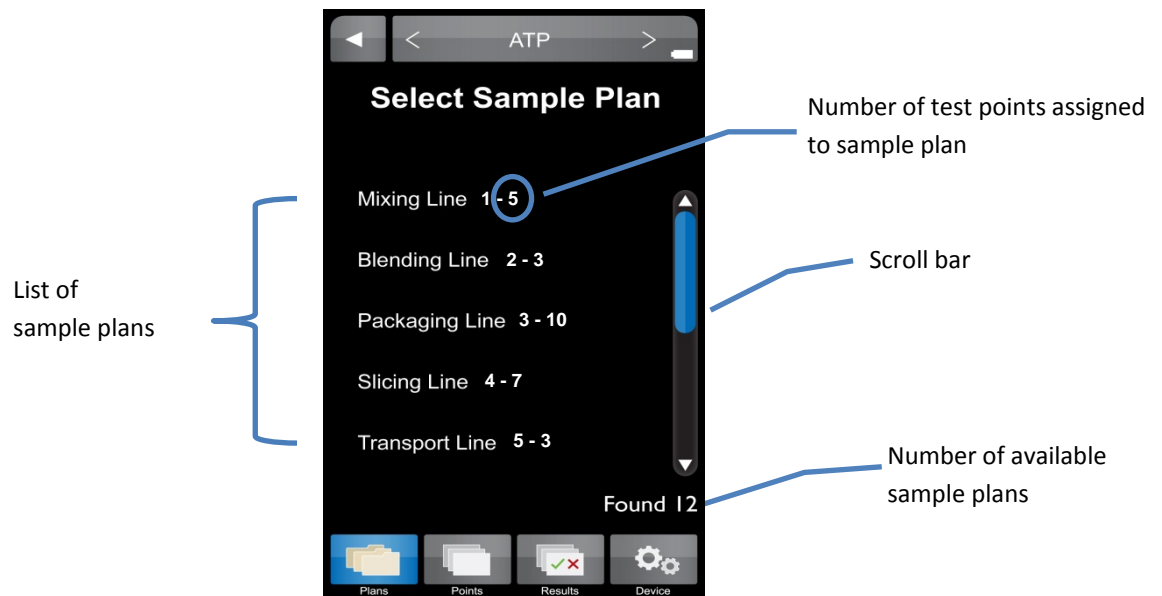 < ATP >
Select Sample Plan
Number of test points assigned
to sample plan
Mixing Line 1 - 5
Blending Line 2 - 3
Scroll bar
List of
sample plans
Packaging Line 3 - 10
Slicing Line 4 - 7
Transport Line 5 - 3
Number of available
sample plans
Found 12
Plans Points Results Device